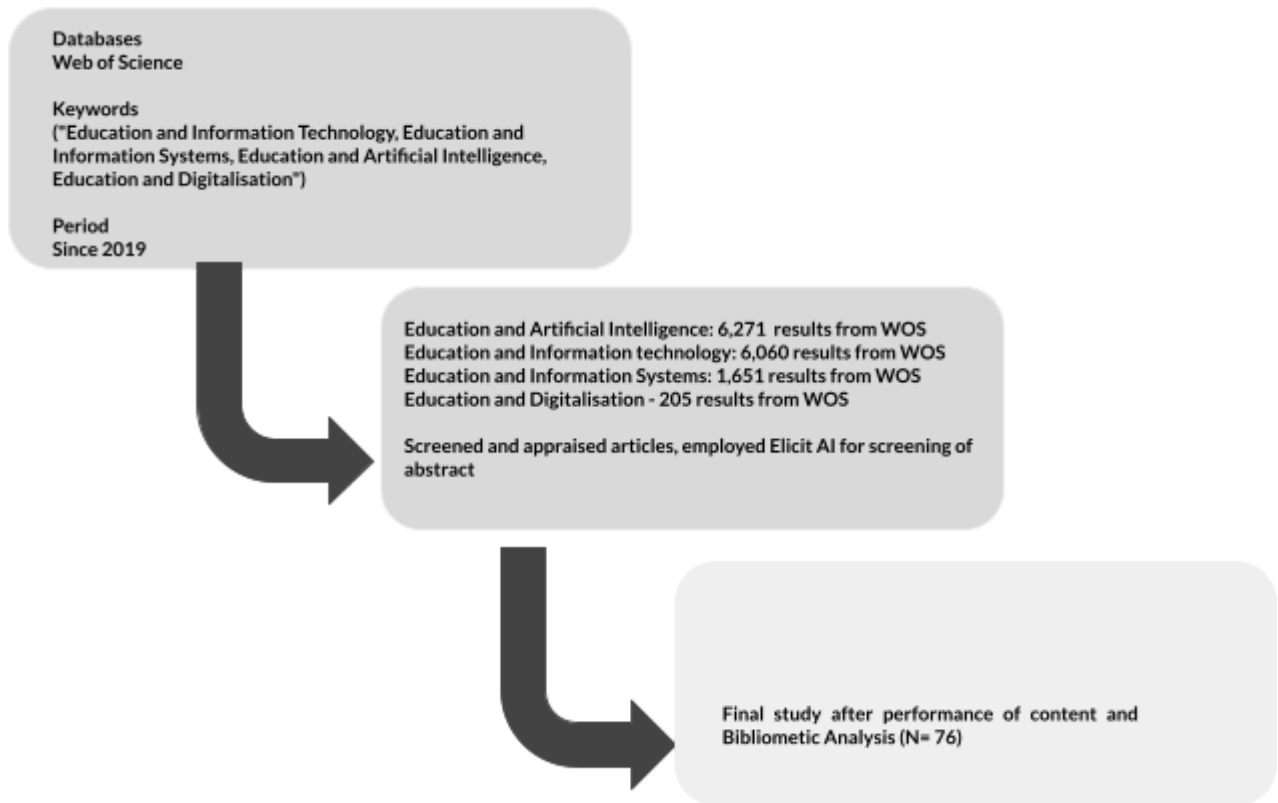 Databases
Web of Science
Keywords
("Education and Information Technology, Education and
Information Systems, Education and Artificial Intelligence,
Education and Digitalisation")
Period
Since 2019
Education and Artificial Intelligence: 6,271 results from WOS
Education and Information technology: 6,060 results from WOS
Education and Information Systems: 1,651 results from WOS
Education and Digitalisation - 205 results from WOS
Screened and appraised articles, employed Elicit AI for screening of
abstract
Final study after performance of content and
Bibliometic Analysis (N= 76)